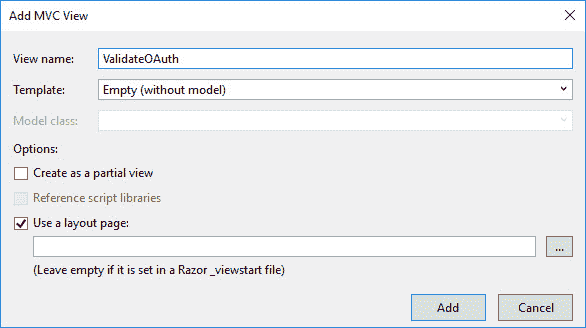 Add MVC View
View name: ValidateOAuth
Template: Empty (without model)
Model class:
Options:
Create as a partial view
Reference script libraries
Use a layout page:
...
(Leave empty if it is set in a Razor _viewstart file)
Add Cancel